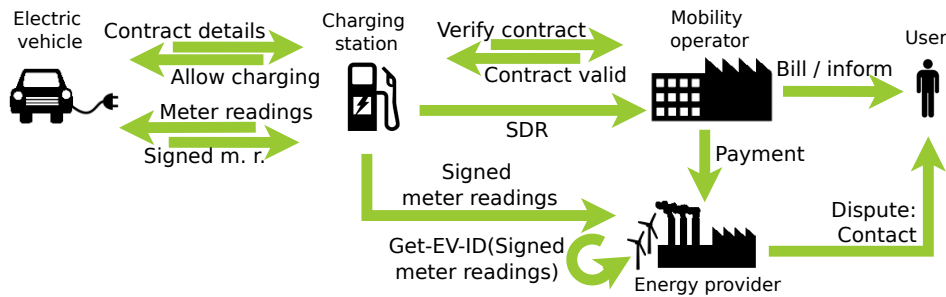 Electric
vehicle
Contract details
Allow charging
Meter readings
Signed m. r.
Charging
station
Verify contract
Contract valid
SDR
Mobility
operator
Bill / inform
User
Payment
Signed
meter readings
Get-EV-ID(Signed
meter readings)
Energy provider
Dispute:
Contact